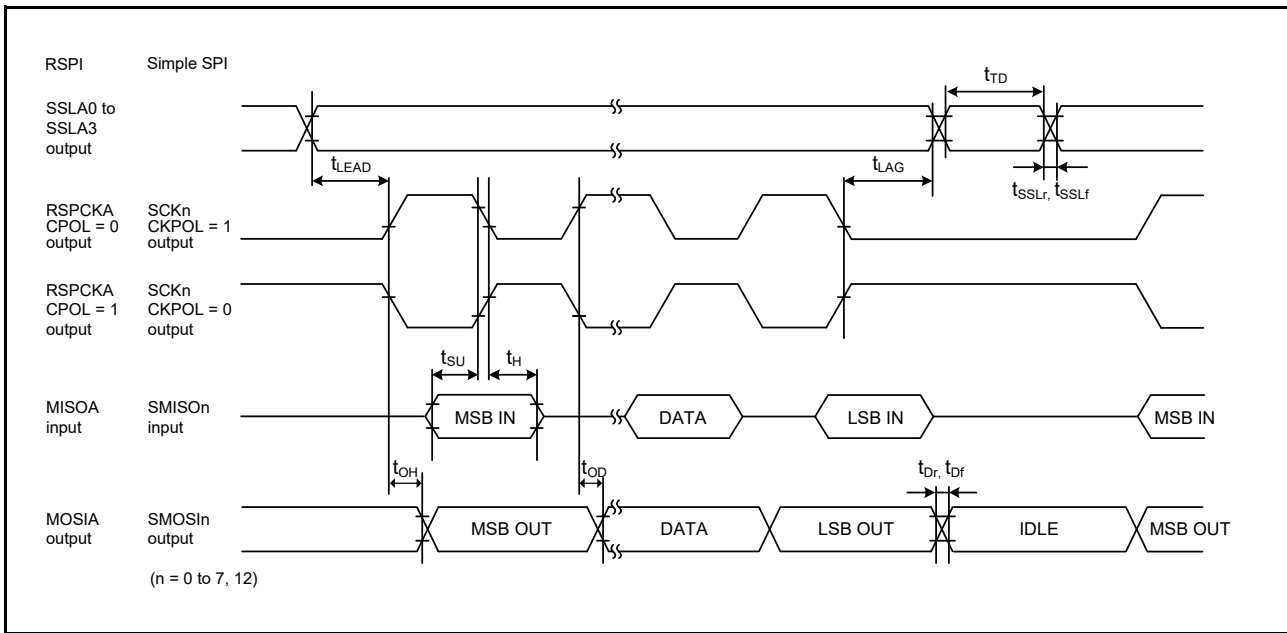 RSPI Simple SPI
SSLA0 to
SSLA3
output
tTD
tLEAD
tLAG
tSSLr, tSSLf
RSPCKA SCKn
CPOL = 0 CKPOL = 1
output output
RSPCKA SCKn
CPOL = 1 CKPOL = 0
output output
tSU tH
MISOA SMISOn
input input
MSB IN DATA LSB IN MSB IN
tOH tOD tDr, tDf
MOSIA SMOSIn
output output
MSB OUT DATA LSB OUT IDLE MSB OUT
(n = 0 to 7, 12)